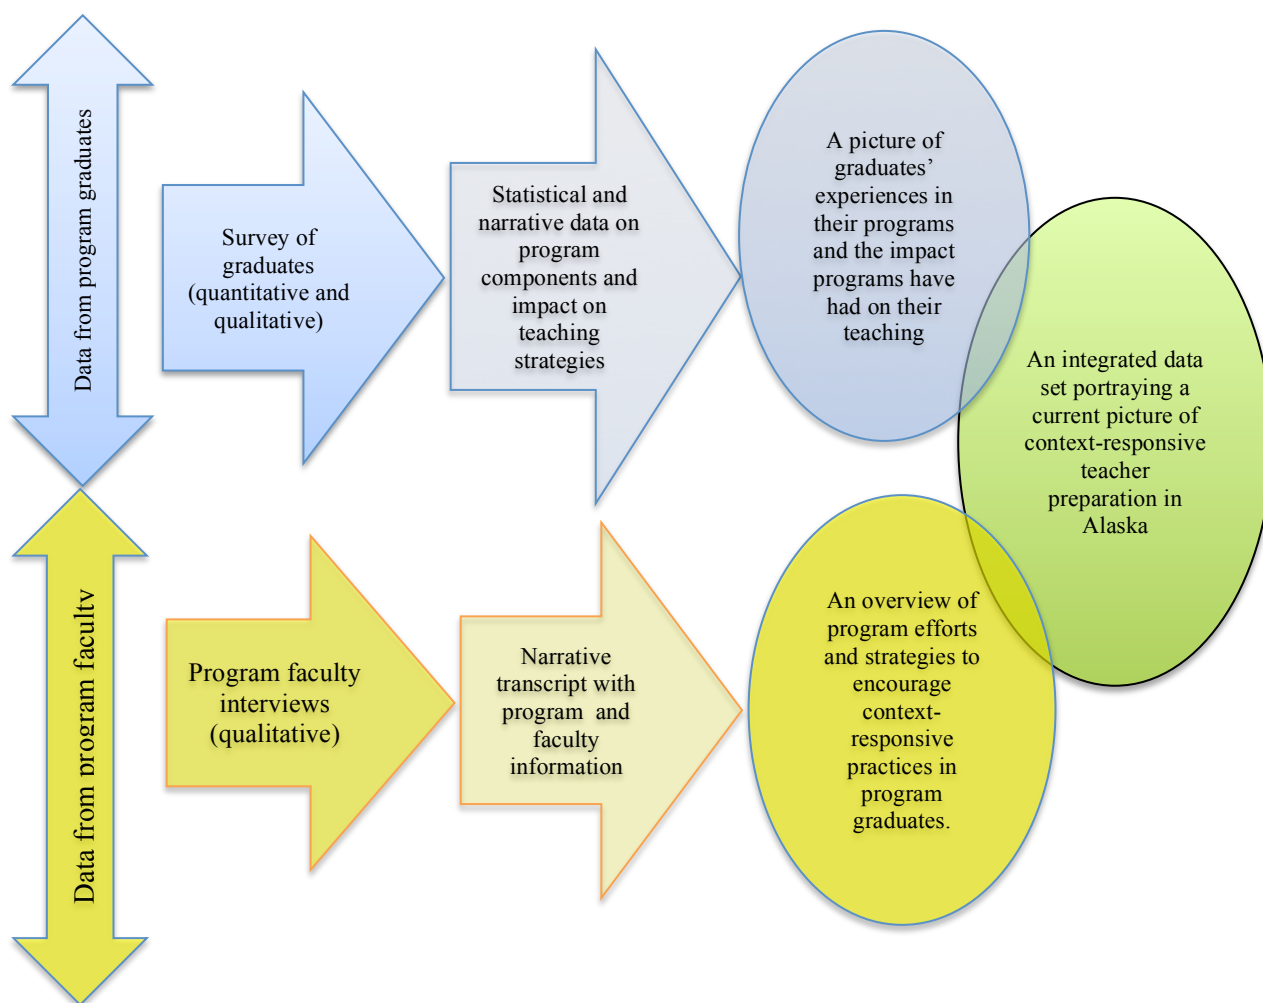 Data from program graduates
Survey of
graduates
(quantitative and
qualitative)
Statistical and
narrative data on
program
components and
impact on
teaching
strategies
A picture of
graduates’
experiences in
their programs
and the impact
programs have
had on their
teaching
An integrated data
set portraying a
current picture of
context-responsive
teacher
preparation in
Alaska
Data from program faculty
Program faculty
interviews
(qualitative)
Narrative
transcript with
program and
faculty
information
An overview of
program efforts
and strategies to
encourage
context-
responsive
practices in
program
graduates.